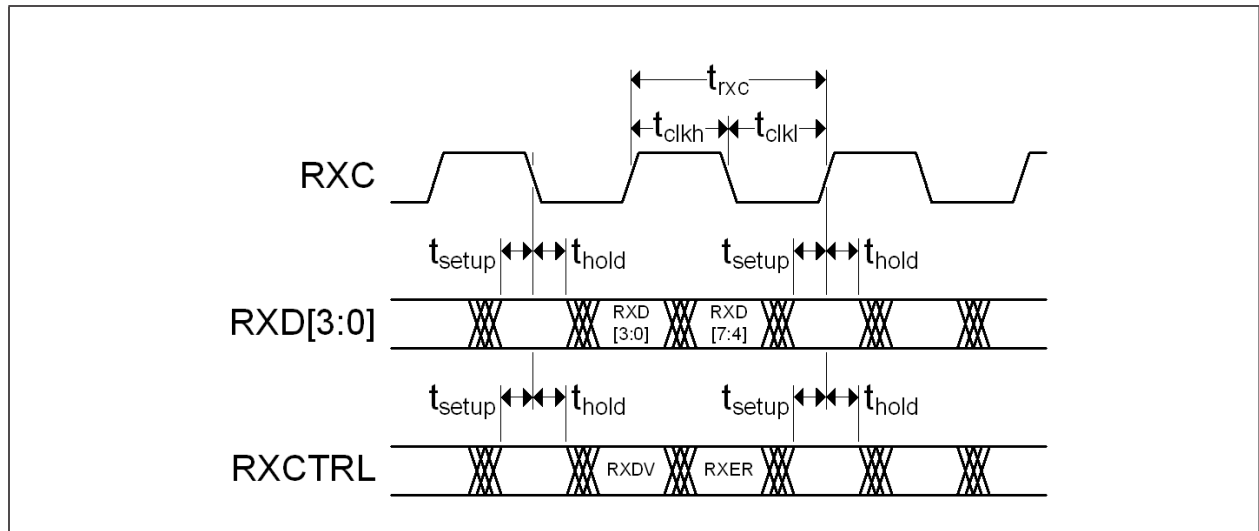 t_rxc
t_clkh t_clkl
RXC
t_setup t_hold t_setup t_hold
RXD[3:0] RXD [3:0] RXD [7:4]
t_setup t_hold t_setup t_hold
RXCTRL RXDV RXER